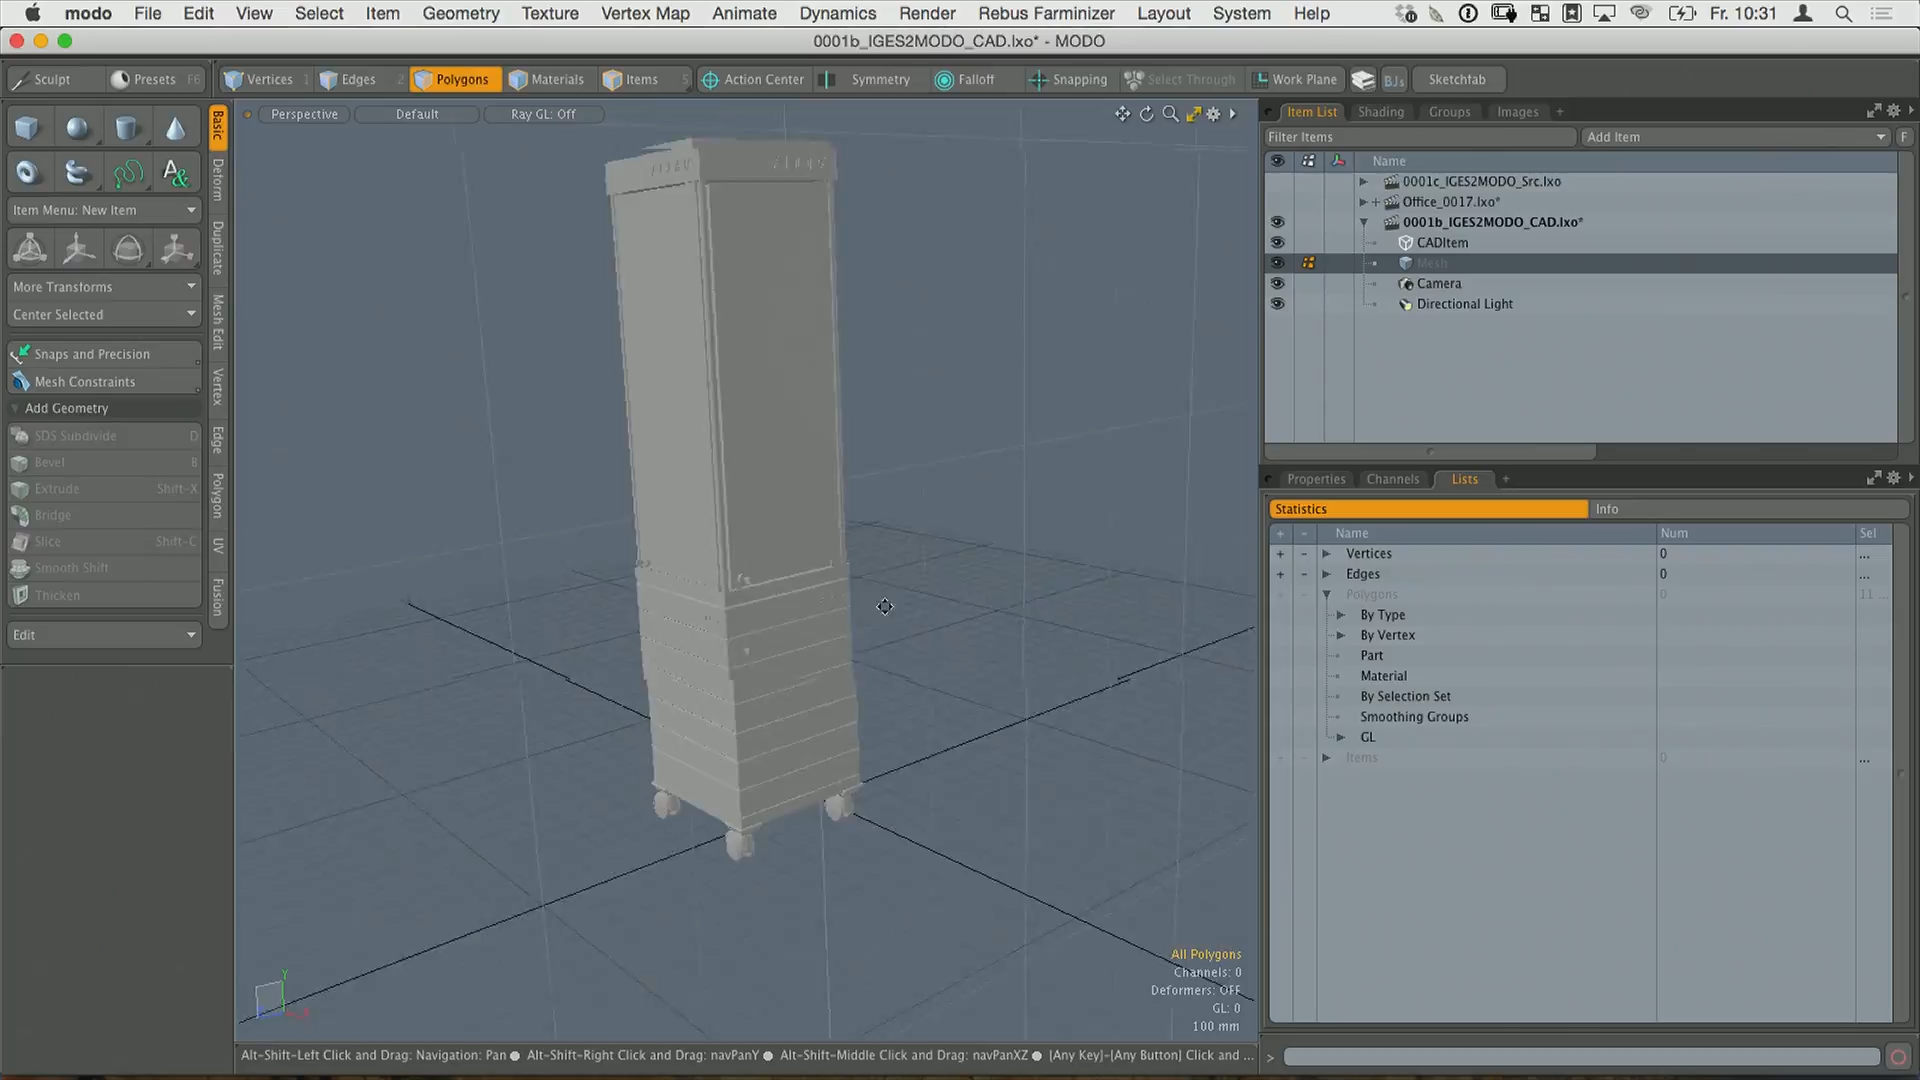 modo File Edit View Select Item Geometry Texture Vertex Map Animate Dynamics Render Rebus Farminizer Layout System Help Fr. 10:31
0001b_IGES2MODO_CAD.lxo* - MODO
Sculpt Presets F6 Vertices 1 Edges 2 Polygons Materials Items 5 Action Center Symmetry Falloff Snapping Select Through Work Plane BJs Sketchfab
Perspective Default Ray GL: Off
Item Menu: New Item
More Transforms
Center Selected
Snaps and Precision
Mesh Constraints
Add Geometry
SDS Subdivide D
Bevel B
Extrude Shift-X
Bridge
Slice Shift-C
Smooth Shift
Thicken
Edit
Basic
Deform
Duplicate
Mesh Edit
Vertex
Edge
Polygon
UV
Fusion
All Polygons
Channels: 0
Deformers: OFF
GL: 0
100 mm
Y
Alt-Shift-Left Click and Drag: Navigation: Pan ● Alt-Shift-Right Click and Drag: navPanY ● Alt-Shift-Middle Click and Drag: navPanXZ ● [Any Key]-[Any Button] Click and ...
Item List Shading Groups Images +
Filter Items Add Item F
Name
0001c_IGES2MODO_Src.lxo
Office_0017.lxo*
0001b_IGES2MODO_CAD.lxo*
CADItem
Mesh
Camera
Directional Light
Properties Channels Lists +
Statistics Info
+ - Name Num Sel
+ - Vertices 0 ...
+ - Edges 0 ...
Polygons 0 11 ...
By Type
By Vertex
Part
Material
By Selection Set
Smoothing Groups
GL
Items 0 ...
>